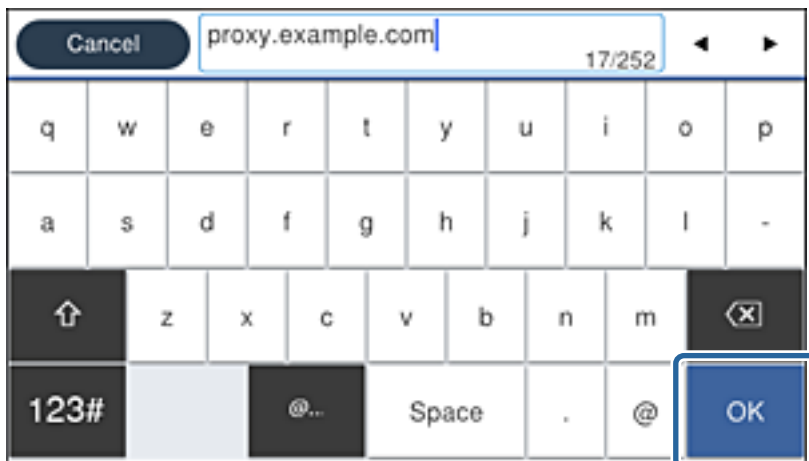 Cancel proxy.example.com
17/252
q w e r t y u i o p
a s d f g h j k l -
z x c v b n m
123# @... Space . @ OK